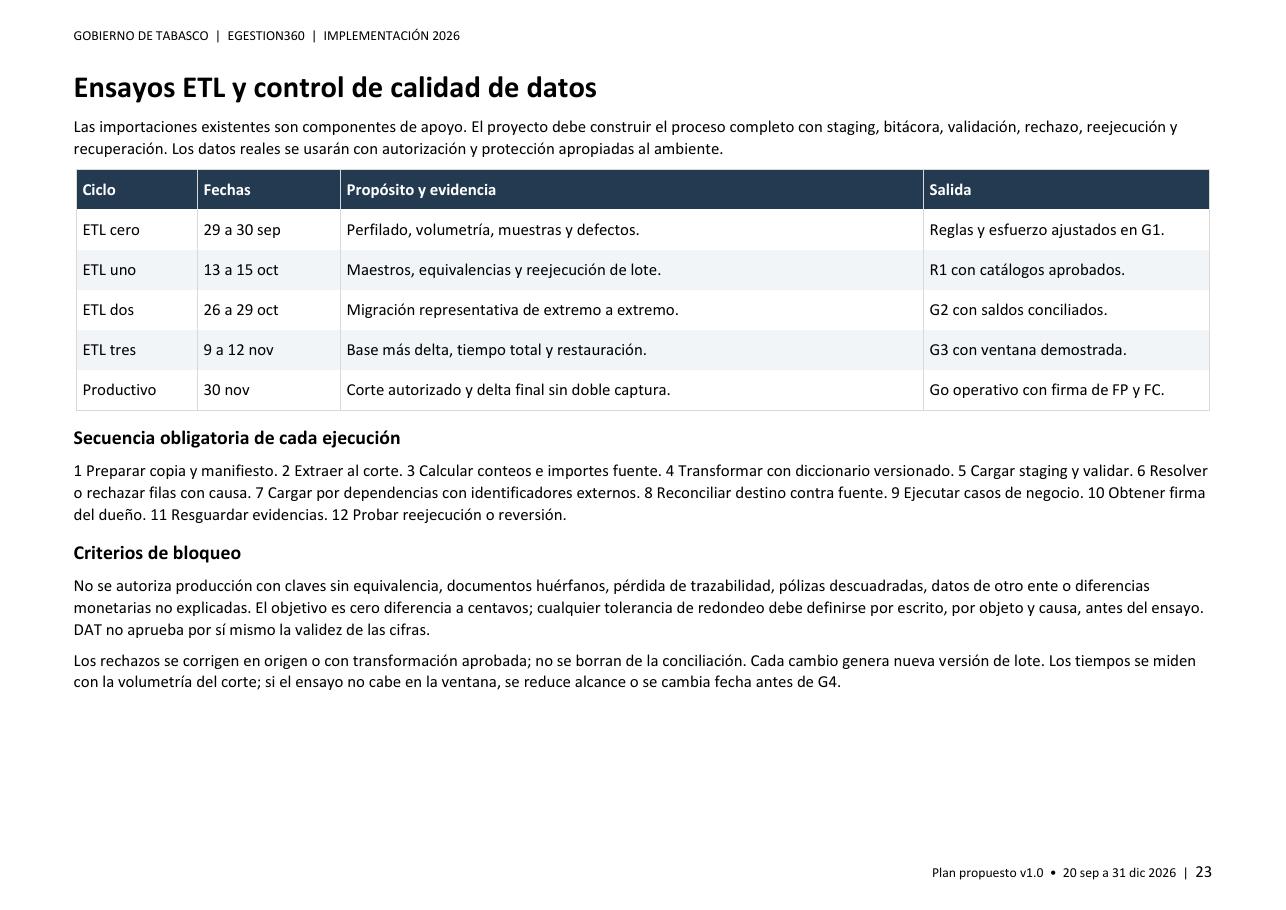 GOBIERNO DE TABASCO | EGESTION360 | IMPLEMENTACIÓN 2026
Ensayos ETL y control de calidad de datos
Las importaciones existentes son componentes de apoyo. El proyecto debe construir el proceso completo con staging, bitácora, validación, rechazo, reejecución y
recuperación. Los datos reales se usarán con autorización y protección apropiadas al ambiente.
Ciclo Fechas Propósito y evidencia Salida
ETL cero 29 a 30 sep Perfilado, volumetría, muestras y defectos. Reglas y esfuerzo ajustados en G1.
ETL uno 13 a 15 oct Maestros, equivalencias y reejecución de lote. R1 con catálogos aprobados.
ETL dos 26 a 29 oct Migración representativa de extremo a extremo. G2 con saldos conciliados.
ETL tres 9 a 12 nov Base más delta, tiempo total y restauración. G3 con ventana demostrada.
Productivo 30 nov Corte autorizado y delta final sin doble captura. Go operativo con firma de FP y FC.
Secuencia obligatoria de cada ejecución
1 Preparar copia y manifiesto. 2 Extraer al corte. 3 Calcular conteos e importes fuente. 4 Transformar con diccionario versionado. 5 Cargar staging y validar. 6 Resolver
o rechazar filas con causa. 7 Cargar por dependencias con identificadores externos. 8 Reconciliar destino contra fuente. 9 Ejecutar casos de negocio. 10 Obtener firma
del dueño. 11 Resguardar evidencias. 12 Probar reejecución o reversión.
Criterios de bloqueo
No se autoriza producción con claves sin equivalencia, documentos huérfanos, pérdida de trazabilidad, pólizas descuadradas, datos de otro ente o diferencias
monetarias no explicadas. El objetivo es cero diferencia a centavos; cualquier tolerancia de redondeo debe definirse por escrito, por objeto y causa, antes del ensayo.
DAT no aprueba por sí mismo la validez de las cifras.
Los rechazos se corrigen en origen o con transformación aprobada; no se borran de la conciliación. Cada cambio genera nueva versión de lote. Los tiempos se miden
con la volumetría del corte; si el ensayo no cabe en la ventana, se reduce alcance o se cambia fecha antes de G4.
Plan propuesto v1.0 • 20 sep a 31 dic 2026 | 23